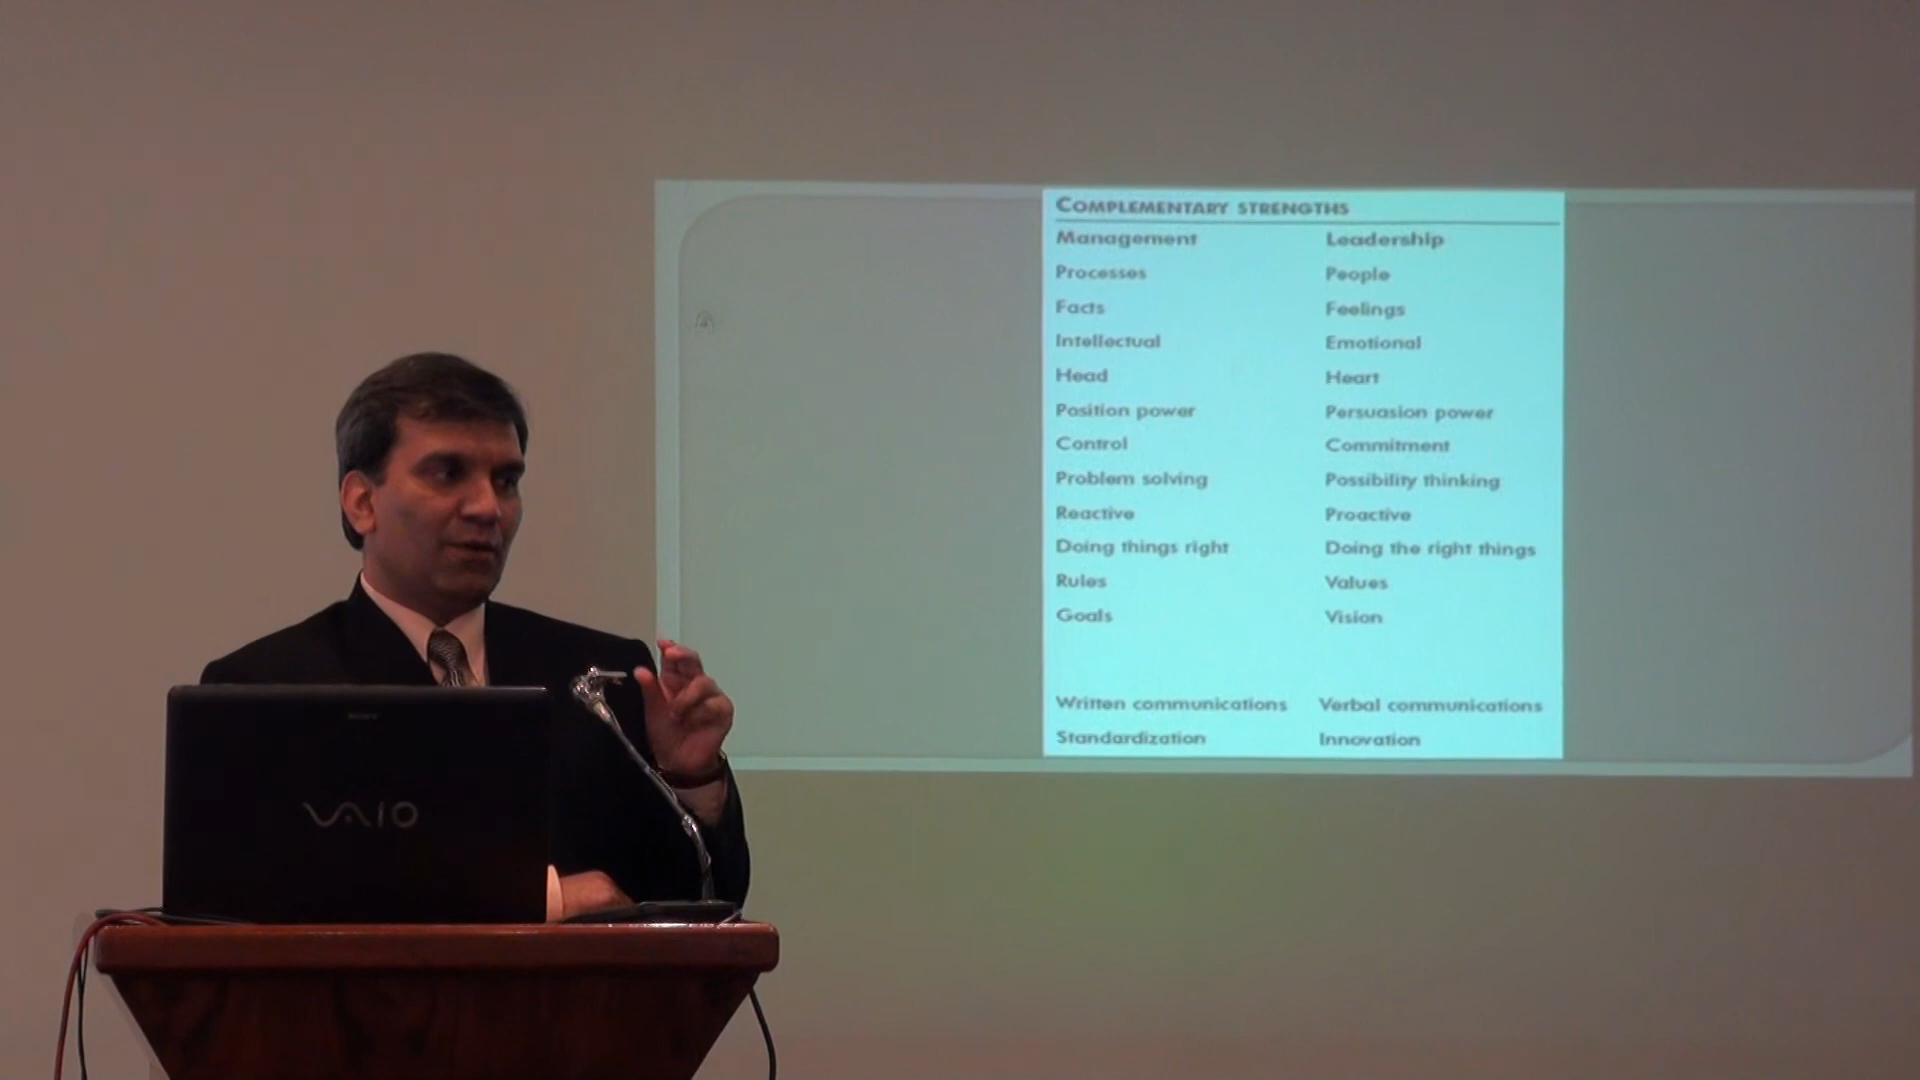 COMPLEMENTARY STRENGTHS
Management Leadership
Processes People
Facts Feelings
Intellectual Emotional
Head Heart
Position power Persuasion power
Control Commitment
Problem solving Possibility thinking
Reactive Proactive
Doing things right Doing the right things
Rules Values
Goals Vision
Written communications Verbal communications
Standardization Innovation
SONY
VAIO